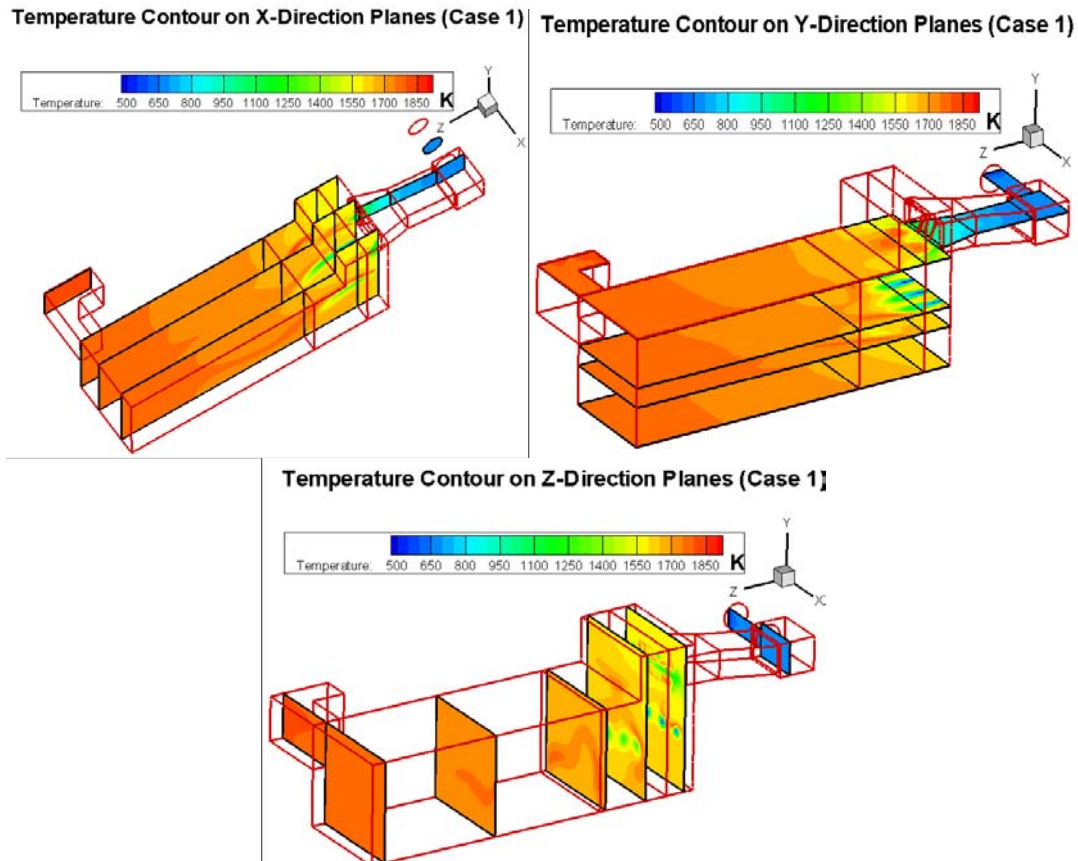 Temperature Contour on X-Direction Planes (Case 1)
Temperature: 500 650 800 950 1100 1250 1400 1550 1700 1850 K
Y
Z
X
Temperature Contour on Y-Direction Planes (Case 1)
Temperature: 500 650 800 950 1100 1250 1400 1550 1700 1850 K
Y
Z
X
Temperature Contour on Z-Direction Planes (Case 1)
Temperature: 500 650 800 950 1100 1250 1400 1550 1700 1850 K
Y
Z
X